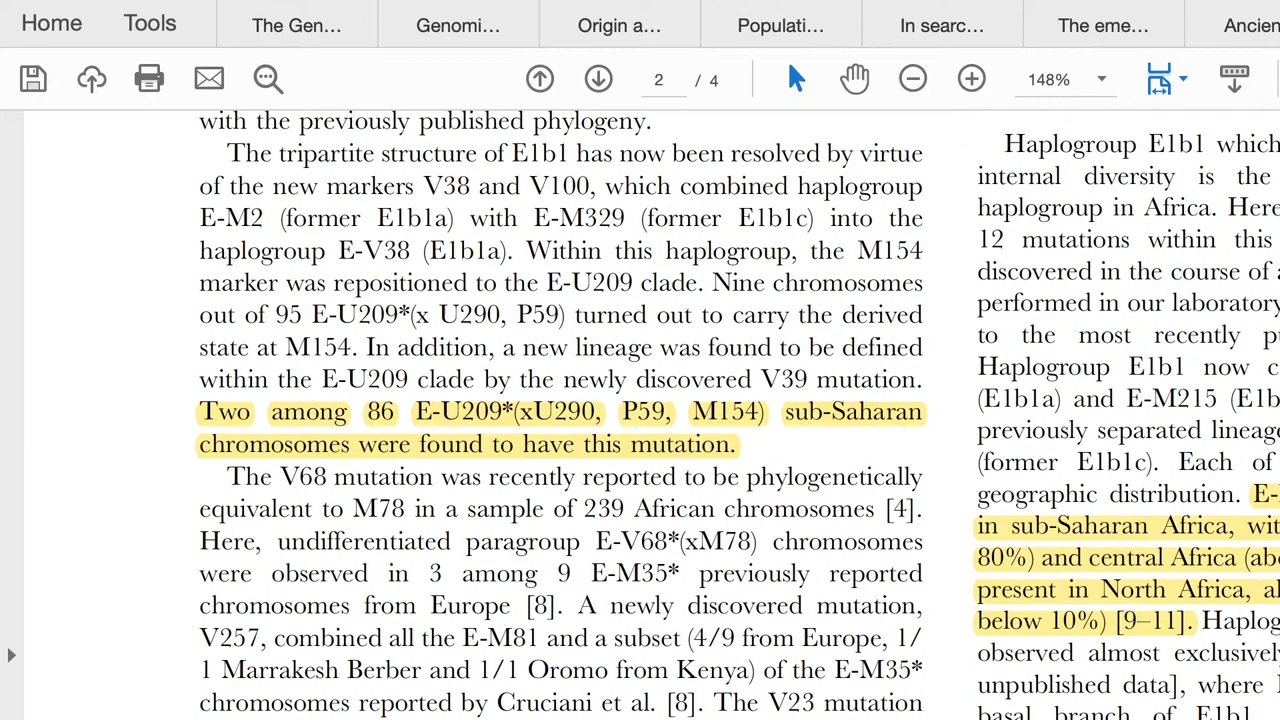 Home Tools The Gen... Genomi... Origin a... Populati... In searc... The eme... Ancien
2 / 4 148%
with the previously published phylogeny.
The tripartite structure of E1b1 has now been resolved by virtue
of the new markers V38 and V100, which combined haplogroup
E-M2 (former E1b1a) with E-M329 (former E1b1c) into the
haplogroup E-V38 (E1b1a). Within this haplogroup, the M154
marker was repositioned to the E-U209 clade. Nine chromosomes
out of 95 E-U209*(x U290, P59) turned out to carry the derived
state at M154. In addition, a new lineage was found to be defined
within the E-U209 clade by the newly discovered V39 mutation.
Two among 86 E-U209*(xU290, P59, M154) sub-Saharan
chromosomes were found to have this mutation.
The V68 mutation was recently reported to be phylogenetically
equivalent to M78 in a sample of 239 African chromosomes [4].
Here, undifferentiated paragroup E-V68*(xM78) chromosomes
were observed in 3 among 9 E-M35* previously reported
chromosomes from Europe [8]. A newly discovered mutation,
V257, combined all the E-M81 and a subset (4/9 from Europe, 1/
1 Marrakesh Berber and 1/1 Oromo from Kenya) of the E-M35*
chromosomes reported by Cruciani et al. [8]. The V23 mutation
Haplogroup E1b1 which
internal diversity is the
haplogroup in Africa. Here
12 mutations within this
discovered in the course of a
performed in our laboratory
to the most recently pu
Haplogroup E1b1 now c
(E1b1a) and E-M215 (E1b
previously separated lineage
(former E1b1c). Each of
geographic distribution. E-
in sub-Saharan Africa, wit
80%) and central Africa (abo
present in North Africa, al
below 10%) [9–11]. Haplog
observed almost exclusively
unpublished data], where
basal branch of E1b1